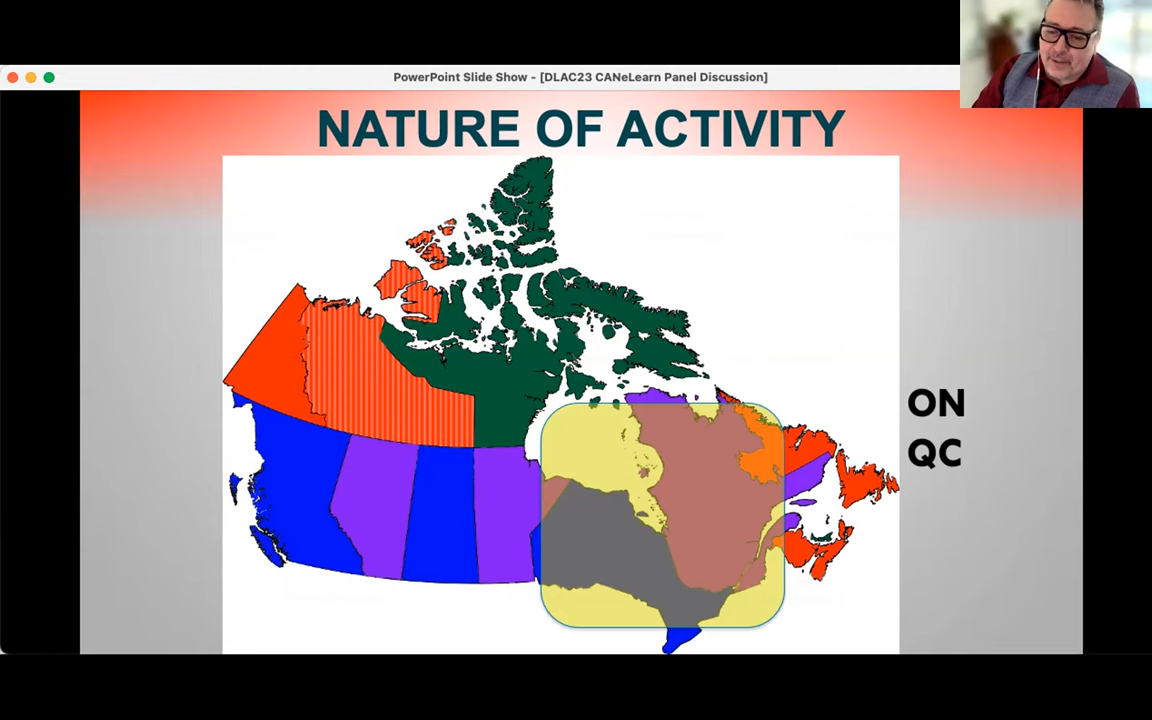 PowerPoint Slide Show - [DLAC23 CANeLearn Panel Discussion]
NATURE OF ACTIVITY
ON
QC